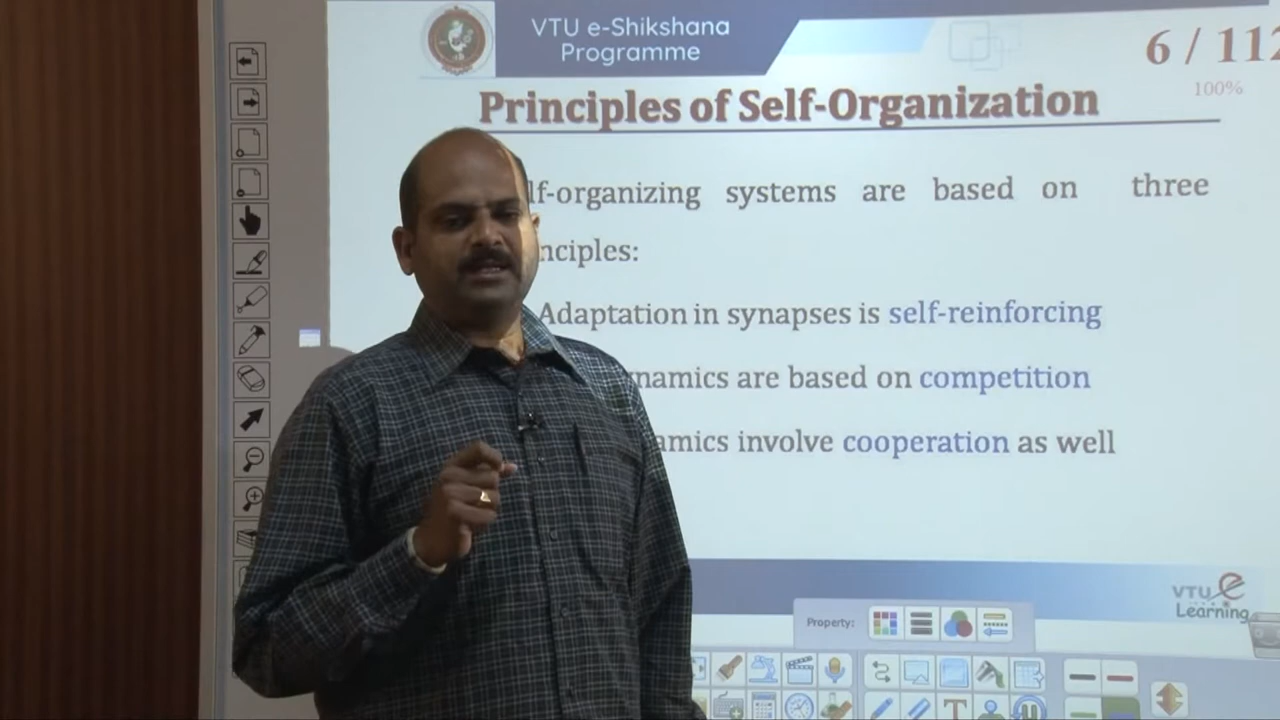 VTU e-Shikshana
Programme
6 / 112
100%
Principles of Self-Organization
lf-organizing systems are based on three
nciples:
Adaptation in synapses is self-reinforcing
namics are based on competition
amics involve cooperation as well
VTU e
Learning
Property:
T